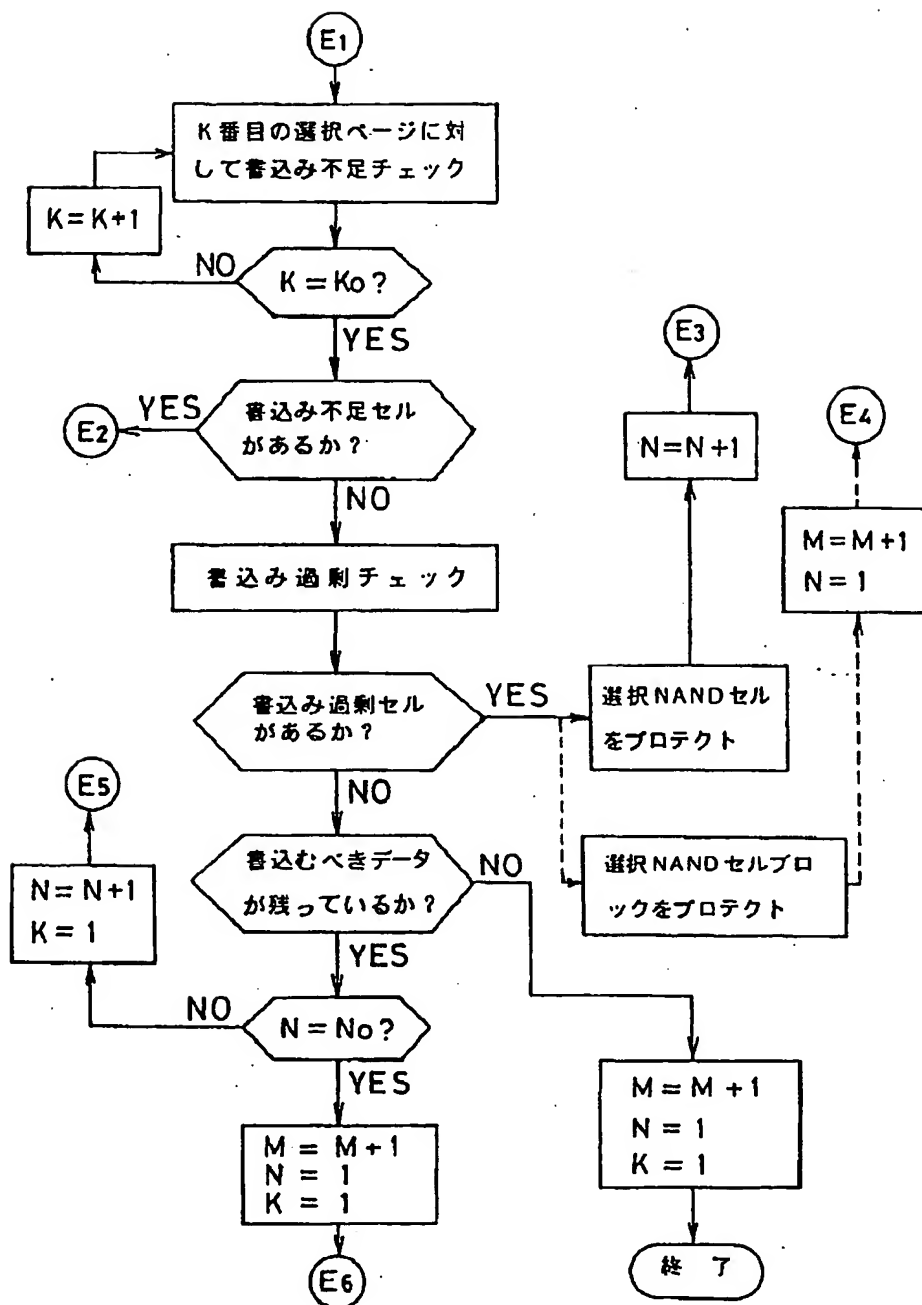 E1
K番目の選択ページに対
して書込み不足チェック
K=K+1
NO
K=Ko?
YES
E3
YES
書込み不足セル
があるか?
E2
N=N+1
E4
NO
M=M+1
N=1
書込み過剰チェック
書込み過剰セル
があるか?
YES
選択NANDセル
をプロテクト
E5
NO
書込むべきデータ
が残っているか?
NO
選択NANDセルブロ
ックをプロテクト
N=N+1
K=1
YES
NO
N=No?
YES
M=M+1
N=1
K=1
M=M+1
N=1
K=1
E6
終了